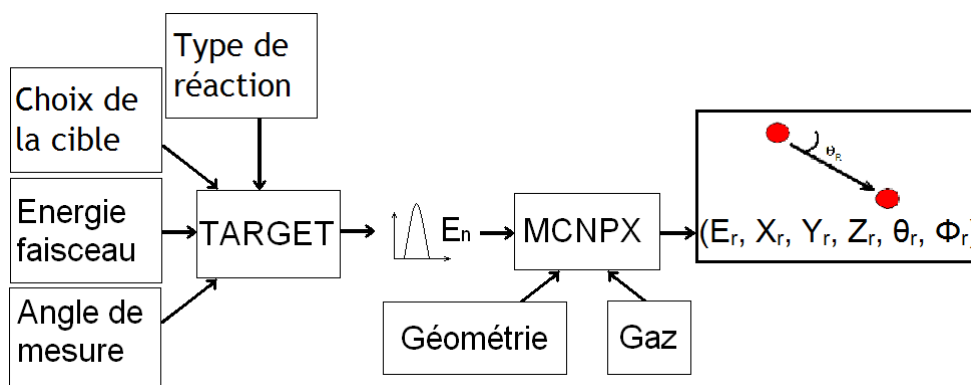 Type de
réaction
Choix de
la cible
Energie
faisceau
Angle de
mesure
TARGET
En
MCNPX
Géométrie
Gaz
θR
(Er, Xr, Yr, Zr, θr, Φr)